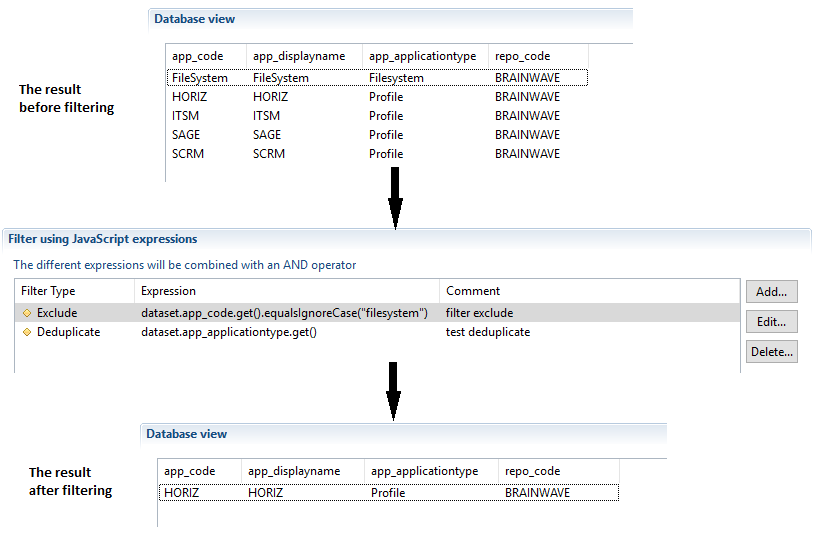 Database view
app_code app_displayname app_applicationtype repo_code
FileSystem FileSystem Filesystem BRAINWAVE
The result
before filtering
HORIZ HORIZ Profile BRAINWAVE
ITSM ITSM Profile BRAINWAVE
SAGE SAGE Profile BRAINWAVE
SCRM SCRM Profile BRAINWAVE
Filter using JavaScript expressions
The different expressions will be combined with an AND operator
Filter Type Expression Comment
Exclude dataset.app_code.get().equalsIgnoreCase("filesystem") filter exclude
Deduplicate dataset.app_applicationtype.get() test deduplicate
Add...
Edit...
Delete...
Database view
The result
after filtering
app_code app_displayname app_applicationtype repo_code
HORIZ HORIZ Profile BRAINWAVE